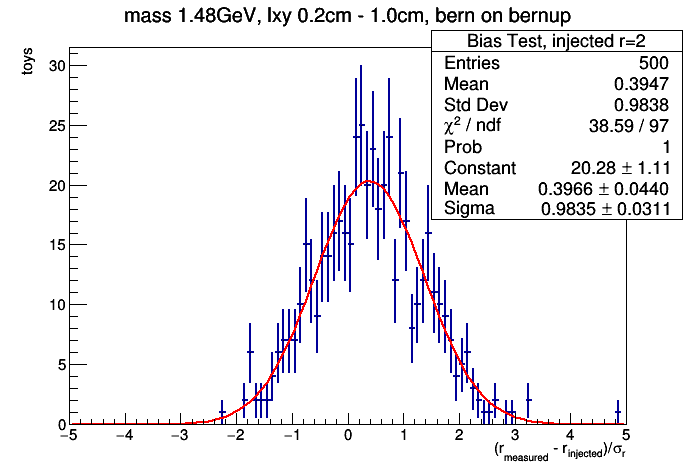 mass 1.48GeV, lxy 0.2cm - 1.0cm, bern on bernup
Bias Test, injected r=2
Entries 500
Mean 0.3947
Std Dev 0.9838
χ² / ndf 38.59 / 97
Prob 1
Constant 20.28 ± 1.11
Mean 0.3966 ± 0.0440
Sigma 0.9835 ± 0.0311
toys
30
25
20
15
10
5
0
−5 −4 −3 −2 −1 0 1 2 3 4 5
(r_measured - r_injected)/σ_r